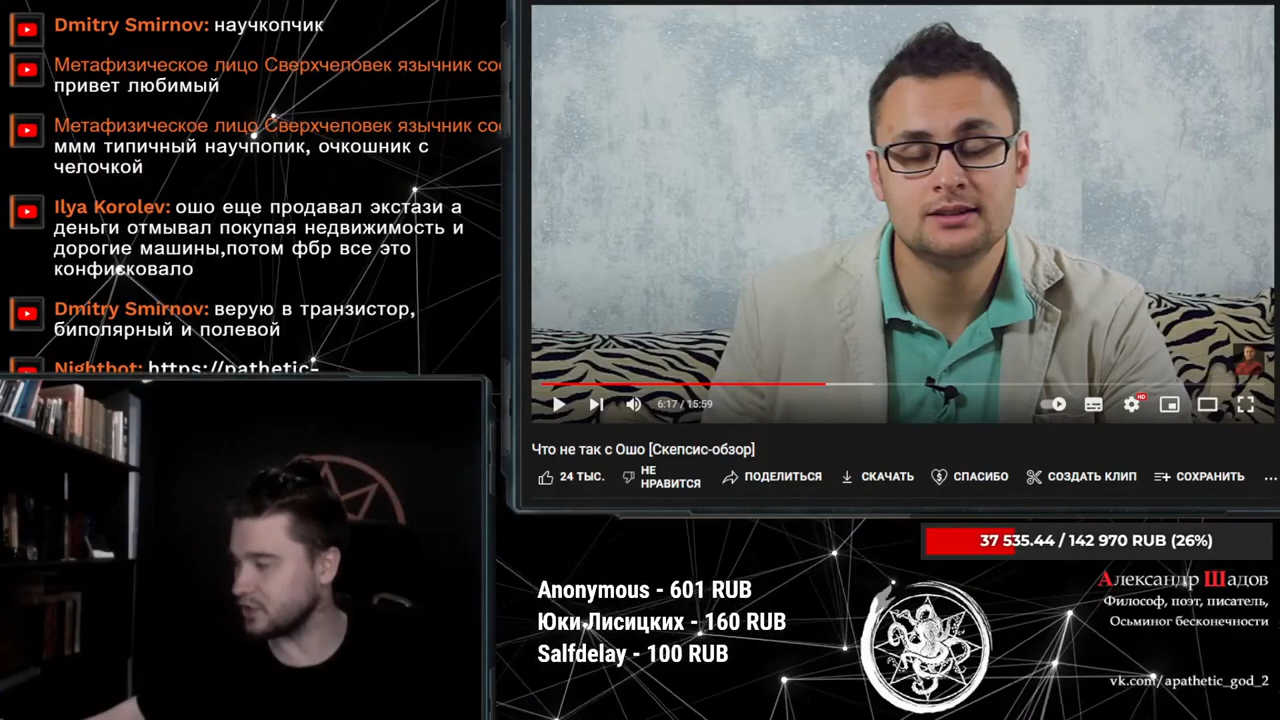 Dmitry Smirnov: научкопчик
Метафизическое лицо Сверхчеловек язычник
привет любимый
Метафизическое лицо Сверхчеловек язычник
ммм типичный научпопик, очкошник с
челочкой
Ilya Korolev: ошо еще продавал экстази а
деньги отмывал покупая недвижимость и
дорогие машины,потом фбр все это
конфисковало
Dmitry Smirnov: верую в транзистор,
биполярный и полевой
Nightbot: https://pathetic-
6:17 / 15:59
HD
Что не так с Ошо [Скепсис-обзор]
24 ТЫС.
НЕ
НРАВИТСЯ
ПОДЕЛИТЬСЯ
СКАЧАТЬ
СПАСИБО
СОЗДАТЬ КЛИП
СОХРАНИТЬ
...
37 535.44 / 142 970 RUB (26%)
Anonymous - 601 RUB
Юки Лисицких - 160 RUB
Salfdelay - 100 RUB
Александр Шадов
Философ, поэт, писатель,
Осьминог бесконечности
vk.com/apathetic_god_2